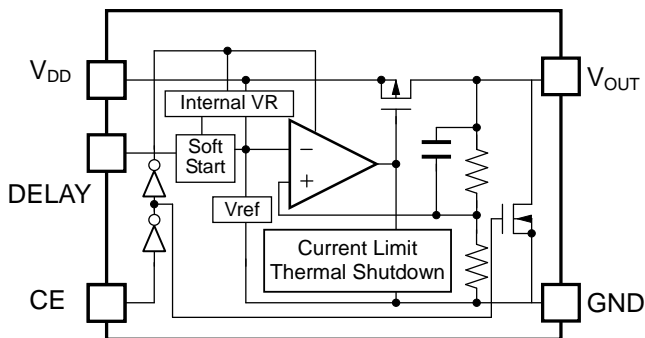 VDD
VOUT
Internal VR
Soft
Start
−
+
DELAY
Vref
Current Limit
Thermal Shutdown
CE
GND